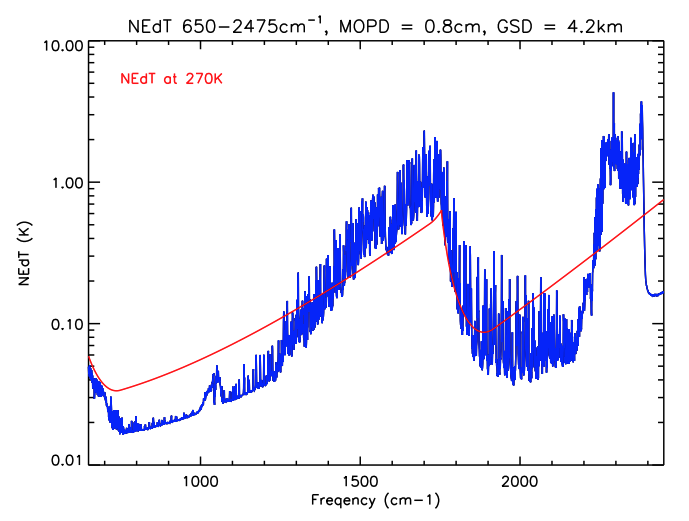 NEdT 650-2475cm⁻¹, MOPD = 0.8cm, GSD = 4.2km
10.00
NEdT at 270K
1.00
NEdT (K)
0.10
0.01
1000 1500 2000
Freqency (cm-1)